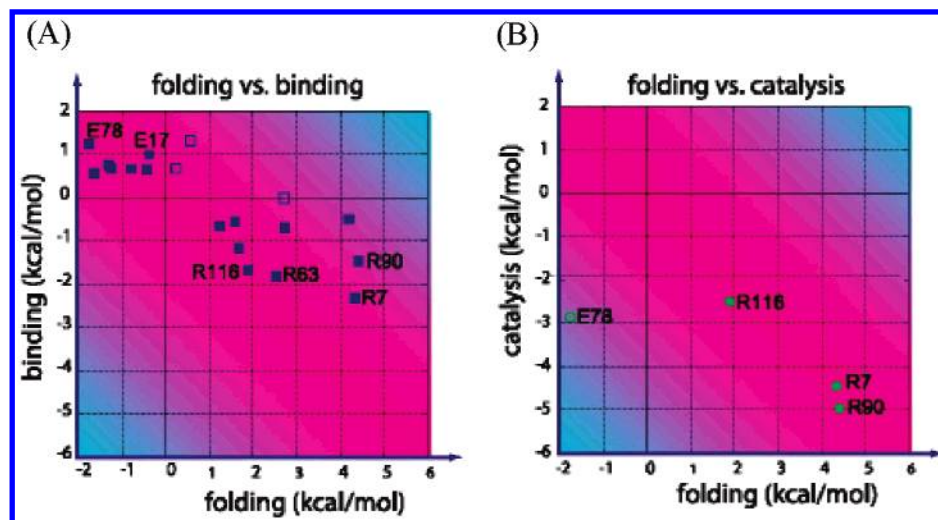 (A)
folding vs. binding
binding (kcal/mol)
2
1
0
-1
-2
-3
-4
-5
-6
E78
E17
R116
R63
R90
R7
-2 -1 0 1 2 3 4 5 6
folding (kcal/mol)
(B)
folding vs. catalysis
catalysis (kcal/mol)
2
1
0
-1
-2
-3
-4
-5
-6
E78
R116
R7
R90
-2 -1 0 1 2 3 4 5 6
folding (kcal/mol)